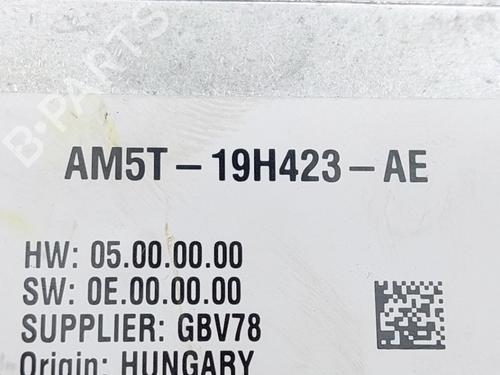 B-PARTS
AM5T-19H423-AE
HW: 05.00.00.00
SW: 0E.00.00.00
SUPPLIER: GBV78
Origin: HUNGARY